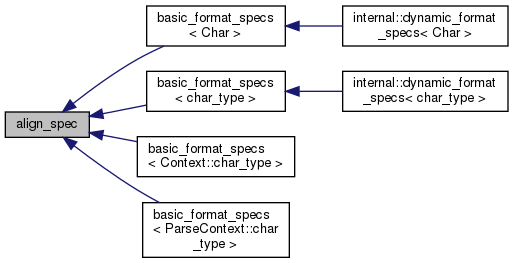 basic_format_specs
< Char >
internal::dynamic_format
_specs< Char >
basic_format_specs
< char_type >
internal::dynamic_format
_specs< char_type >
align_spec
basic_format_specs
< Context::char_type >
basic_format_specs
< ParseContext::char
_type >